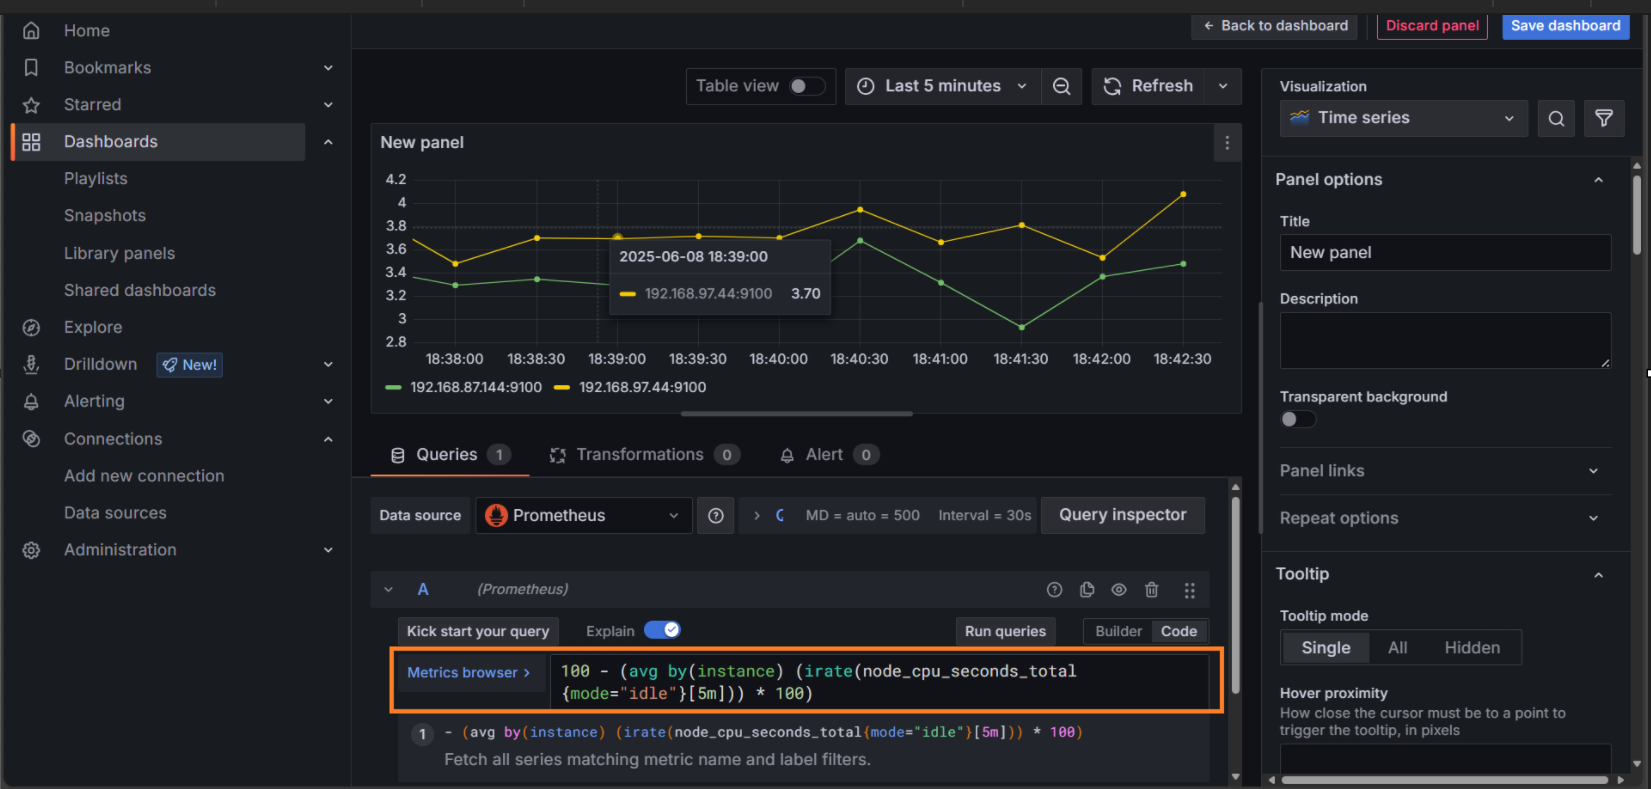 Home
Bookmarks
Starred
Dashboards
Playlists
Snapshots
Library panels
Shared dashboards
Explore
Drilldown New!
Alerting
Connections
Add new connection
Data sources
Administration
← Back to dashboard Discard panel Save dashboard
Table view Last 5 minutes Refresh
New panel
4.2
4
3.8
3.6
3.4
3.2
3
2.8
2025-06-08 18:39:00
192.168.97.44:9100 3.70
18:38:00 18:38:30 18:39:00 18:39:30 18:40:00 18:40:30 18:41:00 18:41:30 18:42:00 18:42:30
192.168.87.144:9100 192.168.97.44:9100
Queries 1 Transformations 0 Alert 0
Data source Prometheus MD = auto = 500 Interval = 30s Query inspector
A (Prometheus)
Kick start your query Explain Run queries Builder Code
Metrics browser > 100 - (avg by(instance) (irate(node_cpu_seconds_total
{mode="idle"}[5m])) * 100)
1 - (avg by(instance) (irate(node_cpu_seconds_total{mode="idle"}[5m])) * 100)
Fetch all series matching metric name and label filters.
Visualization
Time series
Panel options
Title
New panel
Description
Transparent background
Panel links
Repeat options
Tooltip
Tooltip mode
Single All Hidden
Hover proximity
How close the cursor must be to a point to
trigger the tooltip, in pixels